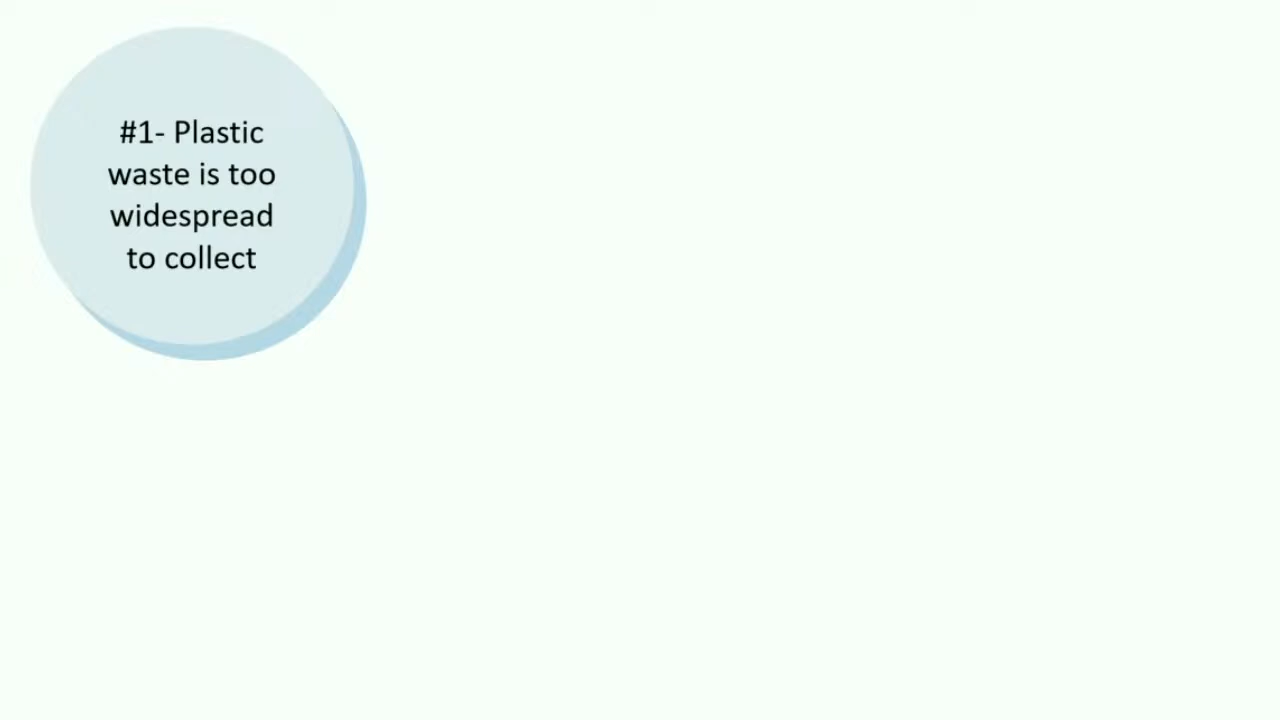 #1- Plastic
waste is too
widespread
to collect